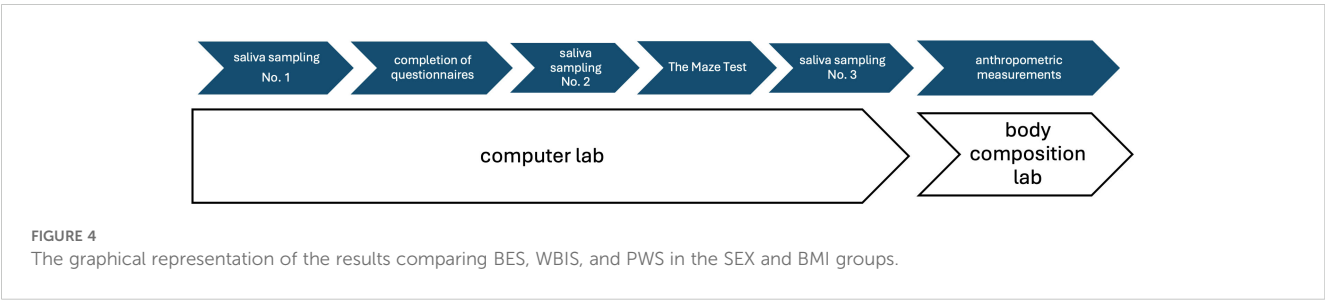 saliva sampling
No. 1
completion of
questionnaires
saliva
sampling
No. 2
The Maze Test
saliva sampling
No. 3
anthropometric
measurements
computer lab
body
composition
lab
FIGURE 4
The graphical representation of the results comparing BES, WBIS, and PWS in the SEX and BMI groups.